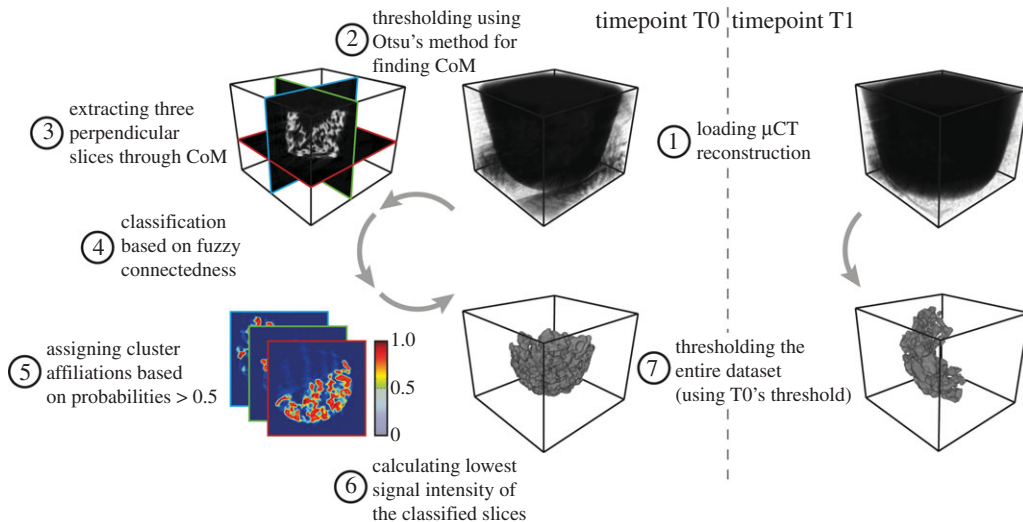 timepoint T0 timepoint T1
2 thresholding using
Otsu's method for
finding CoM
3 extracting three
perpendicular
slices through CoM
1 loading μCT
reconstruction
4 classification
based on fuzzy
connectedness
5 assigning cluster
affiliations based
on probabilities > 0.5
1.0
0.5
0
7 thresholding the
entire dataset
(using T0's threshold)
6 calculating lowest
signal intensity of
the classified slices